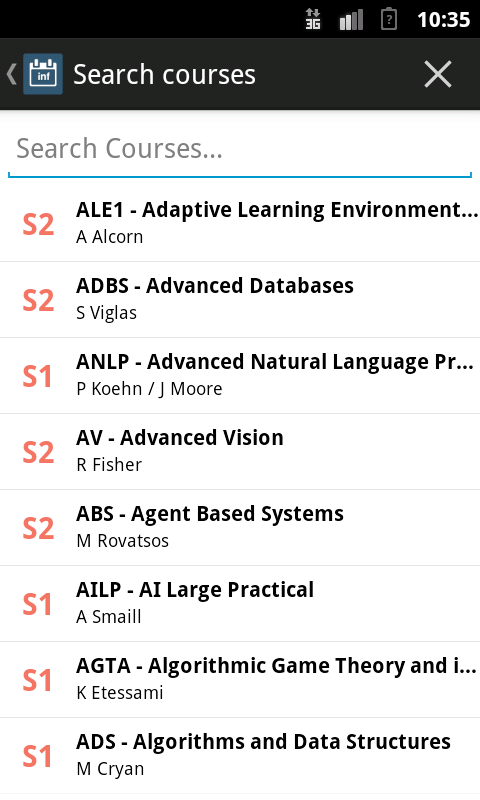 3G ? 10:35
inf Search courses
Search Courses...
S2 ALE1 - Adaptive Learning Environment...
A Alcorn
S2 ADBS - Advanced Databases
S Viglas
S1 ANLP - Advanced Natural Language Pr...
P Koehn / J Moore
S2 AV - Advanced Vision
R Fisher
S2 ABS - Agent Based Systems
M Rovatsos
S1 AILP - AI Large Practical
A Smaill
S1 AGTA - Algorithmic Game Theory and i...
K Etessami
S1 ADS - Algorithms and Data Structures
M Cryan